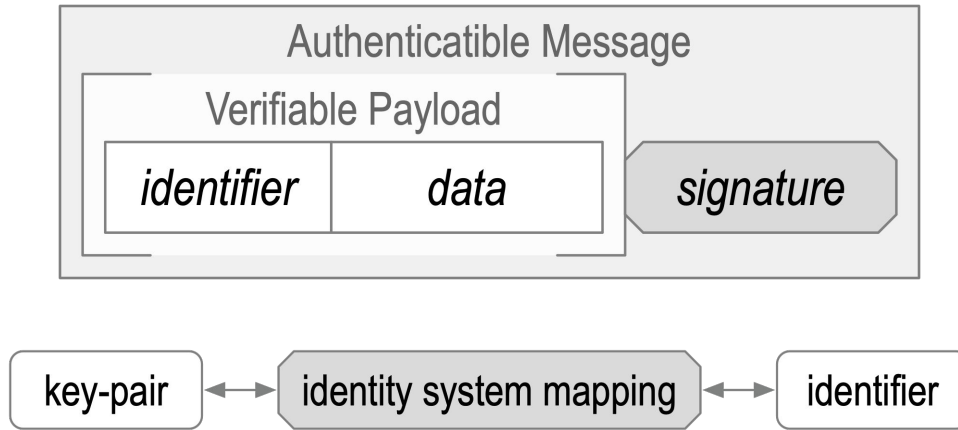 Authenticatible Message
Verifiable Payload
identifier data signature
key-pair identity system mapping identifier